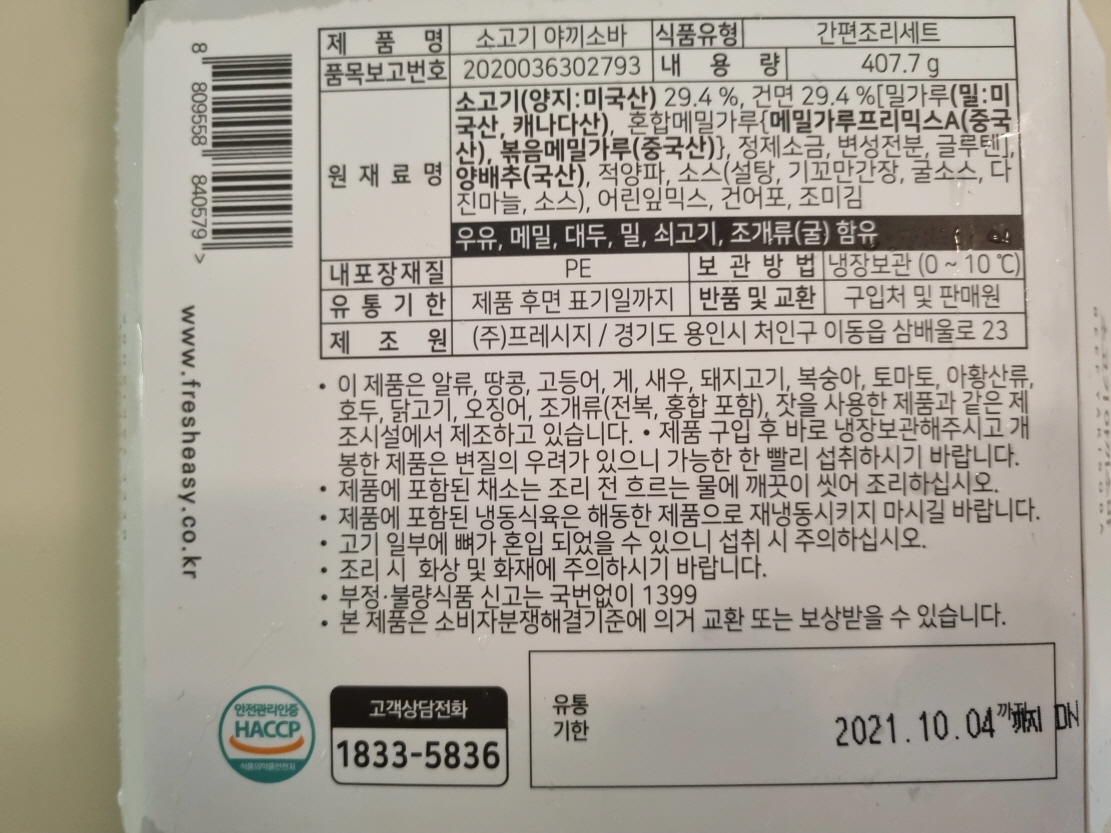 제 품 명 소고기 야끼소바 식품유형 간편조리세트
품목보고번호 2020036302793 내 용 량 407.7 g
원 재 료 명
소고기(양지:미국산) 29.4 %, 건면 29.4 %[밀가루(밀:미
국산, 캐나다산), 혼합메밀가루{메밀가루프리믹스A(중국
산), 볶음메밀가루(중국산)}, 정제소금, 변성전분, 글루텐],
양배추(국산), 적양파, 소스(설탕, 기꼬만간장, 굴소스, 다
진마늘, 소스), 어린잎믹스, 건어포, 조미김
우유, 메밀, 대두, 밀, 쇠고기, 조개류(굴) 함유
내포장재질 PE 보 관 방 법 냉장보관 (0 ~ 10 ℃)
유 통 기 한 제품 후면 표기일까지 반품 및 교환 구입처 및 판매원
제 조 원 (주)프레시지 / 경기도 용인시 처인구 이동읍 삼배울로 23
• 이 제품은 알류, 땅콩, 고등어, 게, 새우, 돼지고기, 복숭아, 토마토, 아황산류,
호두, 닭고기, 오징어, 조개류(전복, 홍합 포함), 잣을 사용한 제품과 같은 제
조시설에서 제조하고 있습니다. • 제품 구입 후 바로 냉장보관해주시고 개
봉한 제품은 변질의 우려가 있으니 가능한 한 빨리 섭취하시기 바랍니다.
• 제품에 포함된 채소는 조리 전 흐르는 물에 깨끗이 씻어 조리하십시오.
• 제품에 포함된 냉동식육은 해동한 제품으로 재냉동시키지 마시길 바랍니다.
• 고기 일부에 뼈가 혼입 되었을 수 있으니 섭취 시 주의하십시오.
• 조리 시 화상 및 화재에 주의하시기 바랍니다.
• 부정·불량식품 신고는 국번없이 1399
• 본 제품은 소비자분쟁해결기준에 의거 교환 또는 보상받을 수 있습니다.
8 809558 840579 >
www.fresheasy.co.kr
안전관리인증
HACCP
식품의약품안전처
고객상담전화
1833-5836
유통
기한
2021.10.04 까지 DN